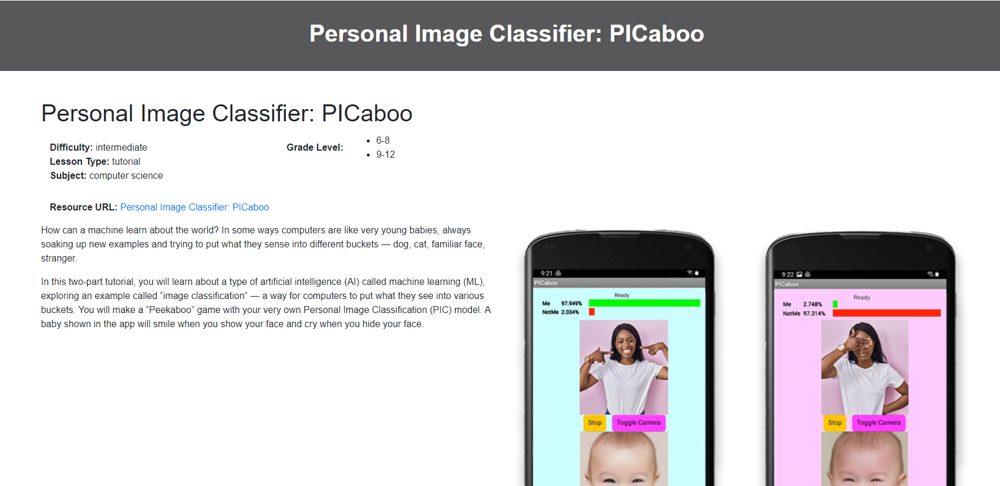 Personal Image Classifier: PICaboo
Personal Image Classifier: PICaboo
Difficulty: intermediate
Lesson Type: tutorial
Subject: computer science
Grade Level:
6-8
9-12
Resource URL: Personal Image Classifier: PICaboo
How can a machine learn about the world? In some ways computers are like very young babies, always
soaking up new examples and trying to put what they sense into different buckets — dog, cat, familiar face,
stranger.
In this two-part tutorial, you will learn about a type of artificial intelligence (AI) called machine learning (ML),
exploring an example called “image classification” — a way for computers to put what they see into various
buckets. You will make a “Peekaboo” game with your very own Personal Image Classification (PIC) model. A
baby shown in the app will smile when you show your face and cry when you hide your face.
9:21
PICaboo
Ready
Me 97.949%
NotMe 2.034%
Stop
Toggle Camera
9:22
PICaboo
Ready
Me 2.748%
NotMe 97.314%
Stop
Toggle Camera